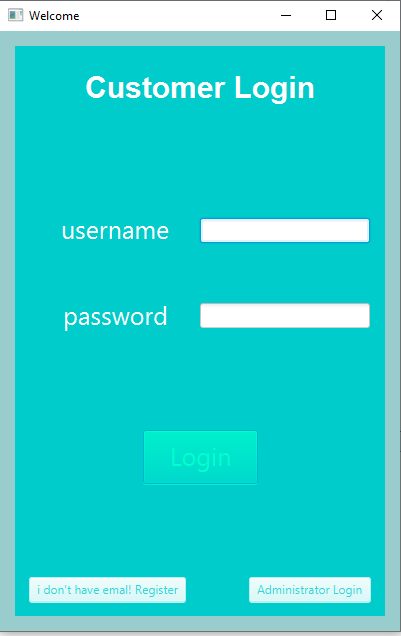 Welcome
Customer Login
username
password
Login
i don't have emal! Register
Administrator Login